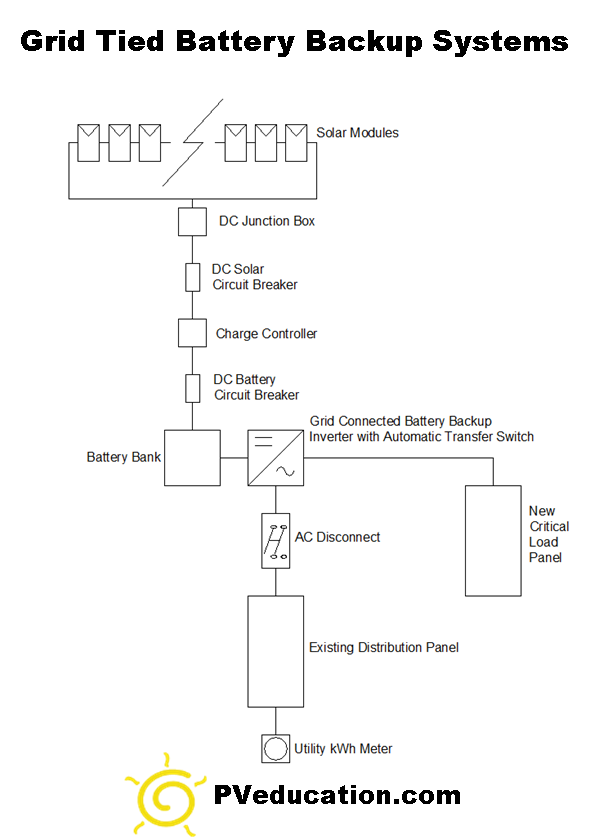 Grid Tied Battery Backup Systems
Solar Modules
DC Junction Box
DC Solar
Circuit Breaker
Charge Controller
DC Battery
Circuit Breaker
Grid Connected Battery Backup
Inverter with Automatic Transfer Switch
Battery Bank
New
Critical
Load
Panel
AC Disconnect
Existing Distribution Panel
Utility kWh Meter
PVeducation.com